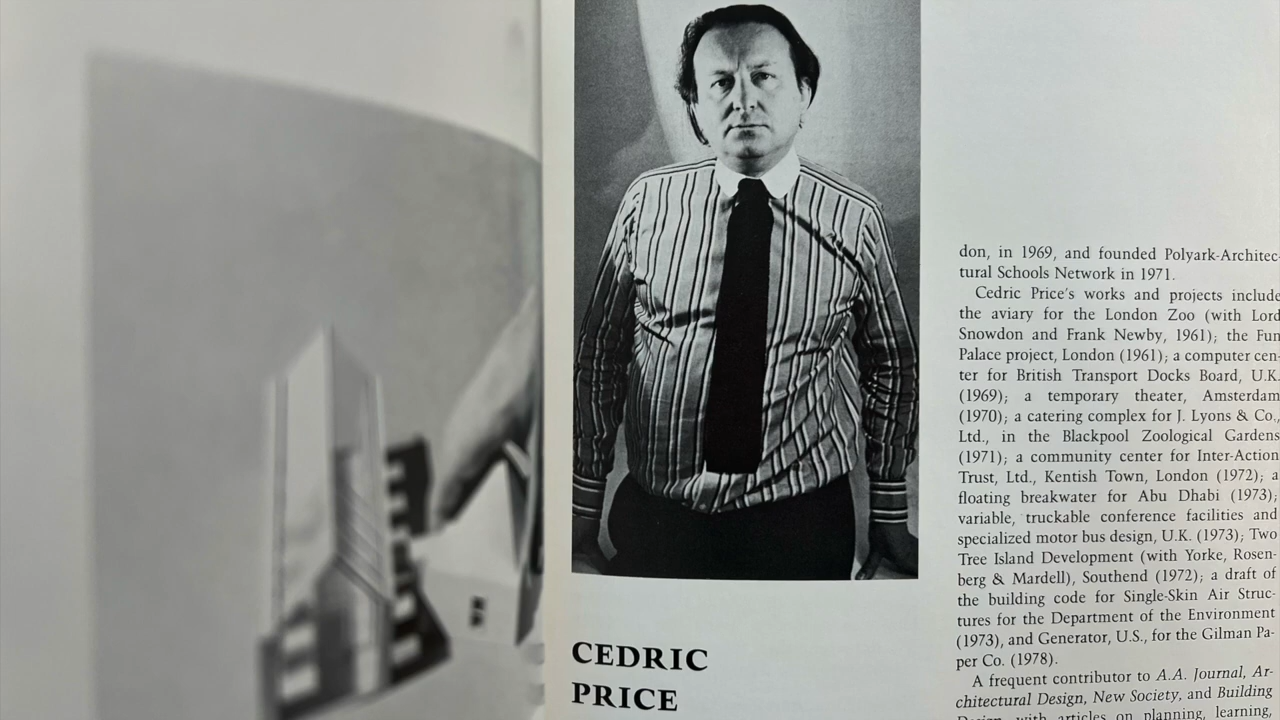 CEDRIC
PRICE
don, in 1969, and founded Polyark-Architec-
tural Schools Network in 1971.
Cedric Price's works and projects include
the aviary for the London Zoo (with Lord
Snowdon and Frank Newby, 1961); the Fun
Palace project, London (1961); a computer cen-
ter for British Transport Docks Board, U.K.
(1969); a temporary theater, Amsterdam
(1970); a catering complex for J. Lyons & Co.,
Ltd., in the Blackpool Zoological Gardens
(1971); a community center for Inter-Action
Trust, Ltd., Kentish Town, London (1972); a
floating breakwater for Abu Dhabi (1973);
variable, truckable conference facilities and
specialized motor bus design, U.K. (1973); Two
Tree Island Development (with Yorke, Rosen-
berg & Mardell), Southend (1972); a draft of
the building code for Single-Skin Air Struc-
tures for the Department of the Environment
(1973), and Generator, U.S., for the Gilman Pa-
per Co. (1978).
A frequent contributor to A.A. Journal, Ar-
chitectural Design, New Society, and Building
Design, with articles on planning, learning,